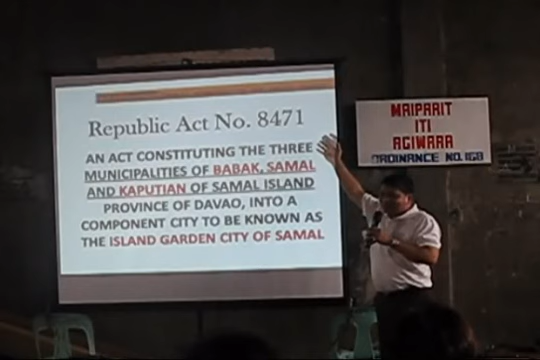 Republic Act No. 8471
AN ACT CONSTITUTING THE THREE
MUNICIPALITIES OF BABAK, SAMAL
AND KAPUTIAN OF SAMAL ISLAND
PROVINCE OF DAVAO, INTO A
COMPONENT CITY TO BE KNOWN AS
THE ISLAND GARDEN CITY OF SAMAL
MAIPARIT
ITI
AGIWARA
ORDINANCE NO.